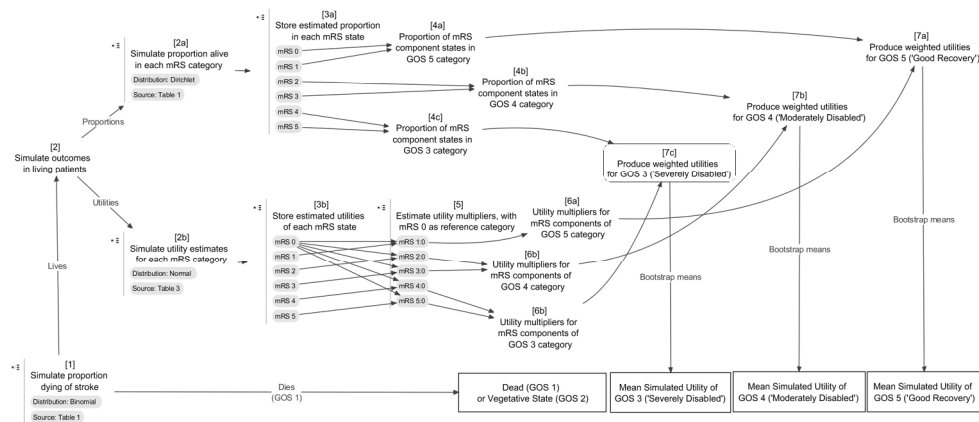 [3a]
Store estimated proportion
in each mRS state
mRS 0
mRS 1
mRS 2
mRS 3
mRS 4
mRS 5
[2a]
Simulate proportion alive
in each mRS category
Distribution: Dirichlet
Source: Table 1
[4a]
Proportion of mRS
component states in
GOS 5 category
[4b]
Proportion of mRS
component states in
GOS 4 category
[4c]
Proportion of mRS
component states in
GOS 3 category
[7a]
Produce weighted utilities
for GOS 5 ('Good Recovery')
[7b]
Produce weighted utilities
for GOS 4 ('Moderately Disabled')
[7c]
Produce weighted utilities
for GOS 3 ('Severely Disabled')
Proportions
[2]
Simulate outcomes
in living patients
Utilities
[2b]
Simulate utility estimates
for each mRS category
Distribution: Normal
Source: Table 3
[3b]
Store estimated utilities
of each mRS state
mRS 0
mRS 1
mRS 2
mRS 3
mRS 4
mRS 5
[5]
Estimate utility multipliers, with
mRS 0 as reference category
mRS 1:0
mRS 2:0
mRS 3:0
mRS 4:0
mRS 5:0
[6a]
Utility multipliers for
mRS components of
GOS 5 category
[6b]
Utility multipliers for
mRS components of
GOS 4 category
[6b]
Utility multipliers for
mRS components of
GOS 3 category
Bootstrap means
Bootstrap means
Bootstrap means
Lives
[1]
Simulate proportion
dying of stroke
Distribution: Binomial
Source: Table 1
Dies
(GOS 1)
Dead (GOS 1)
or Vegetative State (GOS 2)
Mean Simulated Utility of
GOS 3 ('Severely Disabled')
Mean Simulated Utility of
GOS 4 ('Moderately Disabled')
Mean Simulated Utility of
GOS 5 ('Good Recovery')